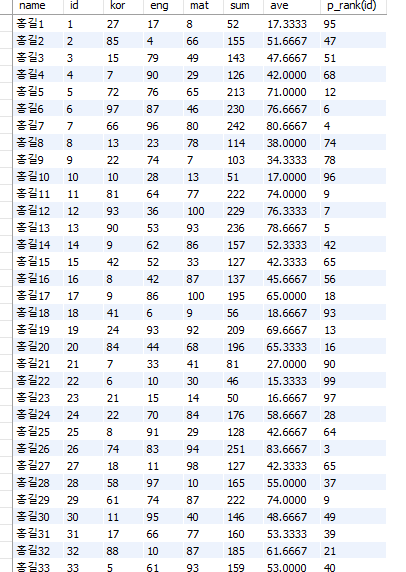 name id kor eng mat sum ave p_rank(id)
홍길1 1 27 17 8 52 17.3333 95
홍길2 2 85 4 66 155 51.6667 47
홍길3 3 15 79 49 143 47.6667 51
홍길4 4 7 90 29 126 42.0000 68
홍길5 5 72 76 65 213 71.0000 12
홍길6 6 97 87 46 230 76.6667 6
홍길7 7 66 96 80 242 80.6667 4
홍길8 8 13 23 78 114 38.0000 74
홍길9 9 22 74 7 103 34.3333 78
홍길10 10 10 28 13 51 17.0000 96
홍길11 11 81 64 77 222 74.0000 9
홍길12 12 93 36 100 229 76.3333 7
홍길13 13 90 53 93 236 78.6667 5
홍길14 14 9 62 86 157 52.3333 42
홍길15 15 42 52 33 127 42.3333 65
홍길16 16 8 42 87 137 45.6667 56
홍길17 17 9 86 100 195 65.0000 18
홍길18 18 41 6 9 56 18.6667 93
홍길19 19 24 93 92 209 69.6667 13
홍길20 20 84 44 68 196 65.3333 16
홍길21 21 7 33 41 81 27.0000 90
홍길22 22 6 10 30 46 15.3333 99
홍길23 23 21 15 14 50 16.6667 97
홍길24 24 22 70 84 176 58.6667 28
홍길25 25 8 91 29 128 42.6667 64
홍길26 26 74 83 94 251 83.6667 3
홍길27 27 18 11 98 127 42.3333 65
홍길28 28 58 97 10 165 55.0000 37
홍길29 29 61 74 87 222 74.0000 9
홍길30 30 11 95 40 146 48.6667 49
홍길31 31 17 66 77 160 53.3333 39
홍길32 32 88 10 87 185 61.6667 21
홍길33 33 5 61 93 159 53.0000 40